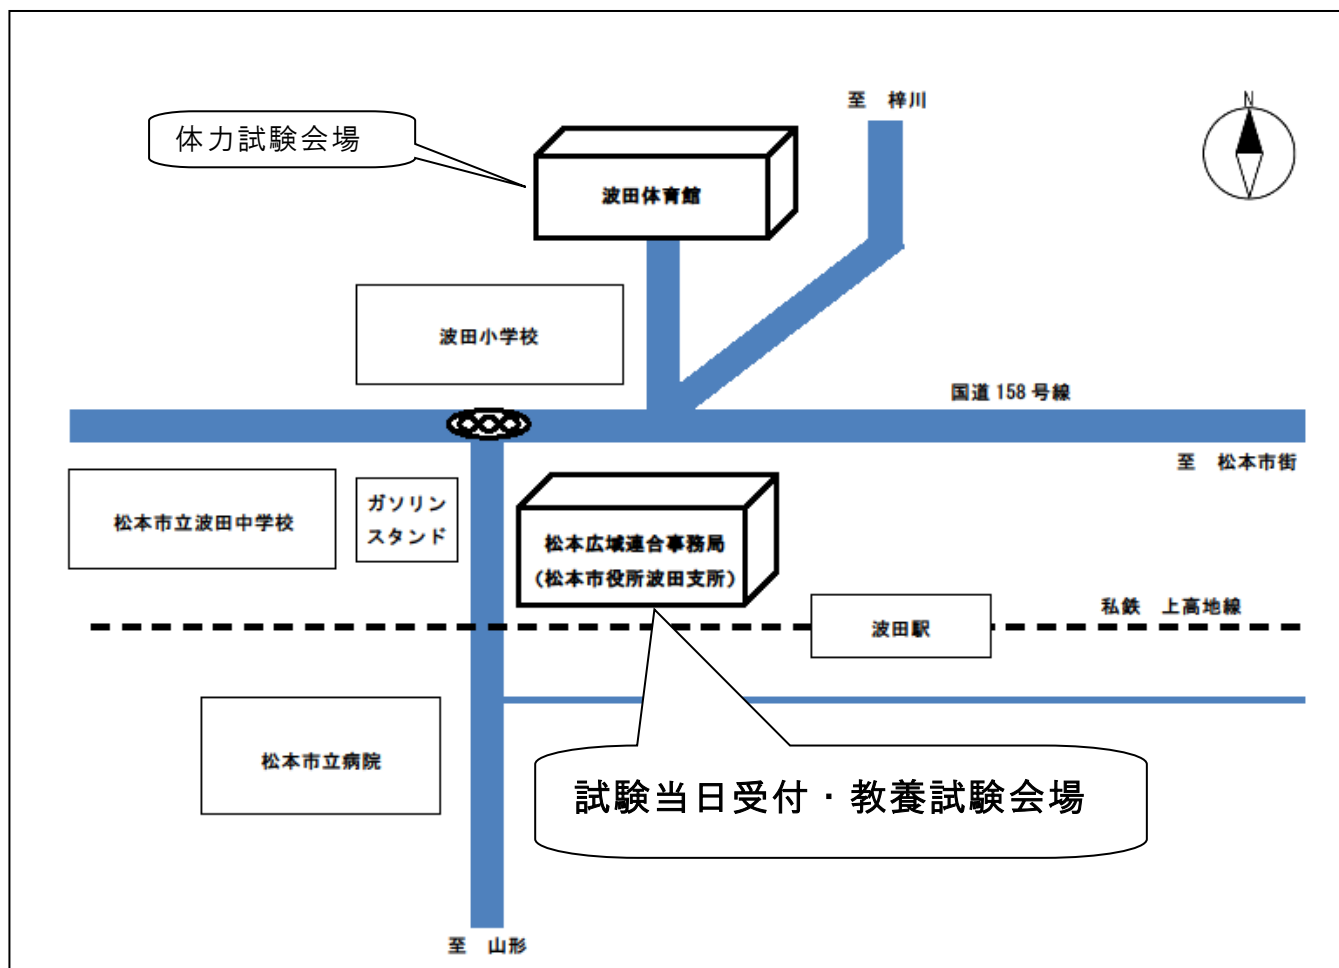 至 梓川
N
体力試験会場
波田体育館
波田小学校
国道 158 号線
至 松本市街
松本市立波田中学校
ガソリン
スタンド
松本広域連合事務局
（松本市役所波田支所）
私鉄 上高地線
波田駅
松本市立病院
試験当日受付・教養試験会場
至 山形